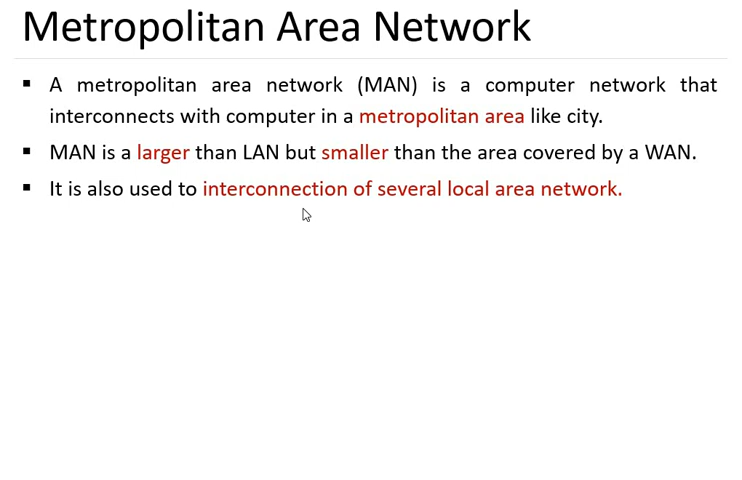 Metropolitan Area Network
▪ A metropolitan area network (MAN) is a computer network that
interconnects with computer in a metropolitan area like city.
▪ MAN is a larger than LAN but smaller than the area covered by a WAN.
▪ It is also used to interconnection of several local area network.